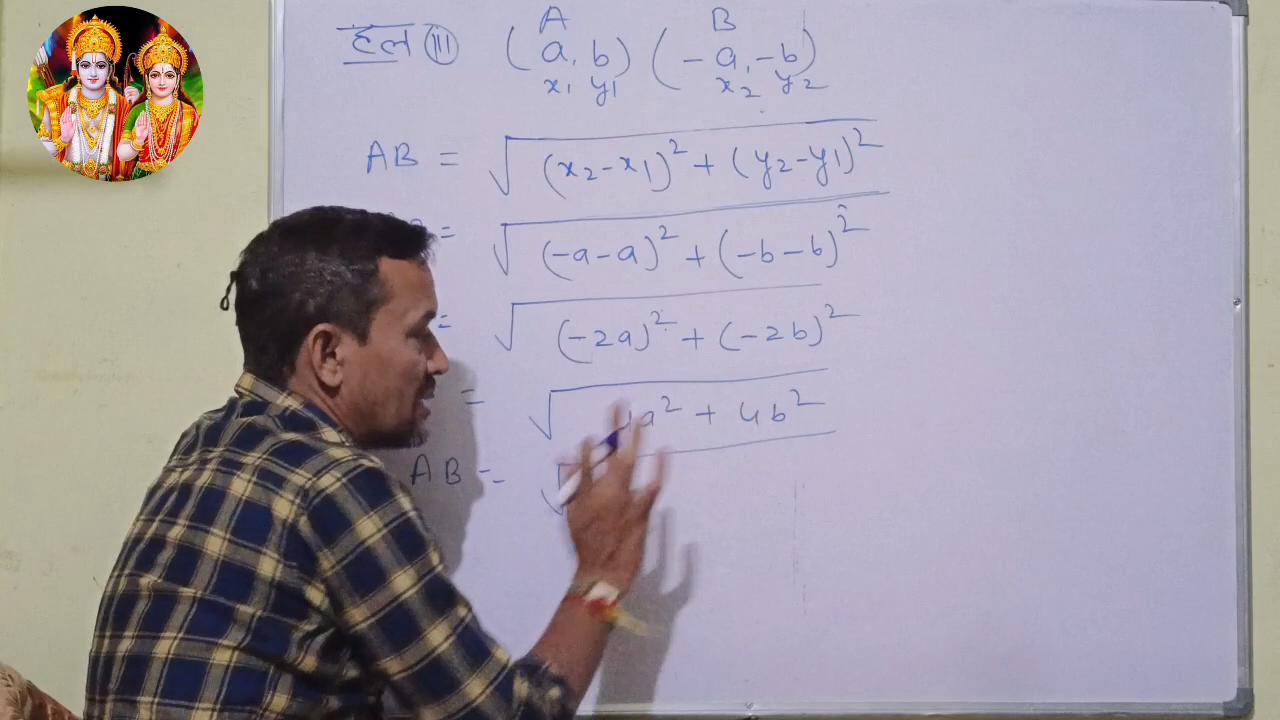 हल (iii) A (a, b) B (-a, -b)
x₁ y₁ x₂ y₂
AB = √((x₂-x₁)² + (y₂-y₁)²)
= √((-a-a)² + (-b-b)²)
= √((-2a)² + (-2b)²)
= √(4a² + 4b²)
AB = √